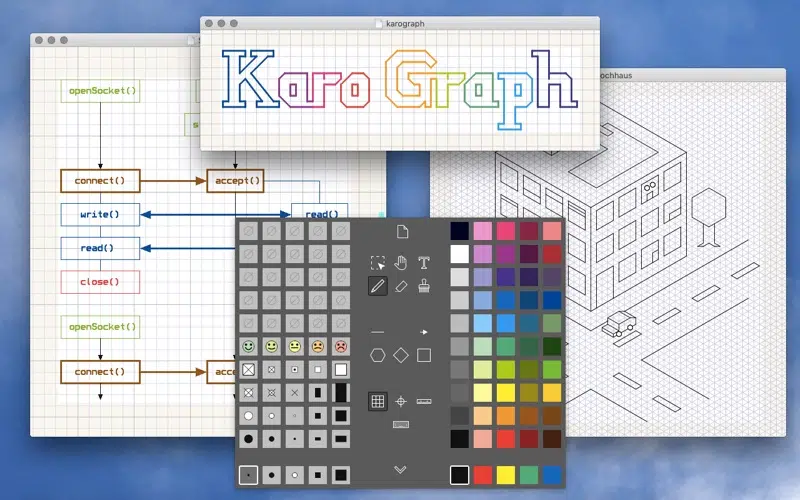 karograph
Karo Graph
ochhaus
openSocket()
connect()
accept()
write()
read()
read()
close()
openSocket()
connect()
acce